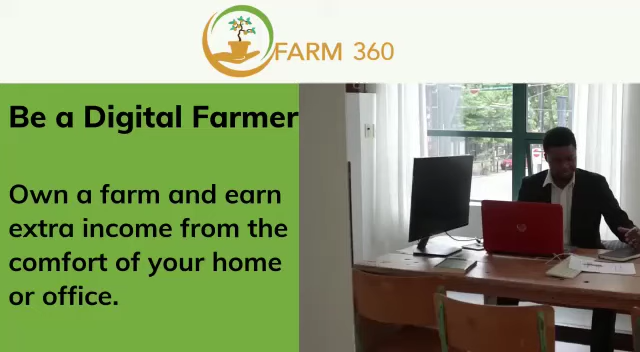 FARM 360
Be a Digital Farmer
Own a farm and earn
extra income from the
comfort of your home
or office.